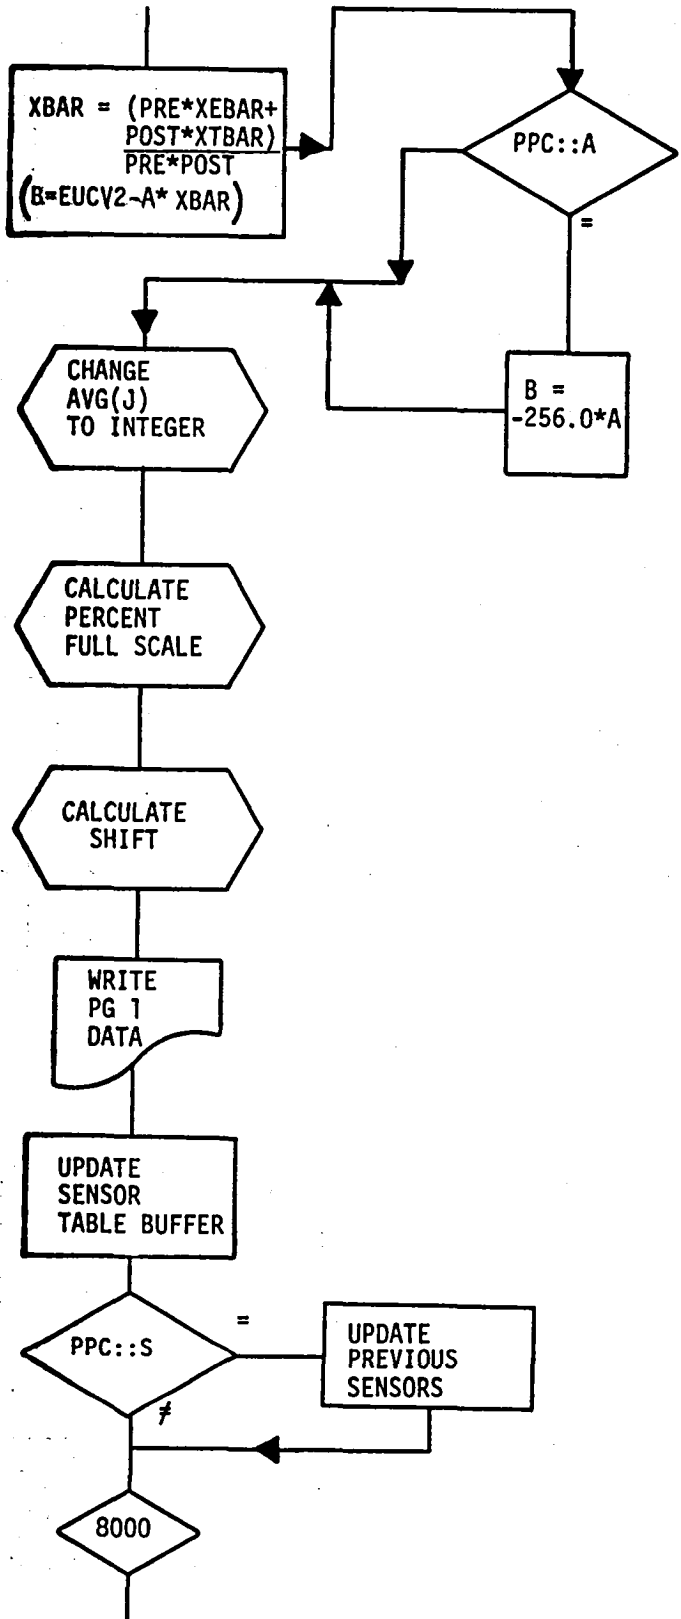 XBAR = (PRE*XEBAR+
POST*XTBAR)
PRE*POST
(B=EUCV2-A* XBAR)
PPC::A
=
B =
-256.0*A
CHANGE
AVG(J)
TO INTEGER
CALCULATE
PERCENT
FULL SCALE
CALCULATE
SHIFT
WRITE
PG 1
DATA
UPDATE
SENSOR
TABLE BUFFER
PPC::S
=
≠
UPDATE
PREVIOUS
SENSORS
8000